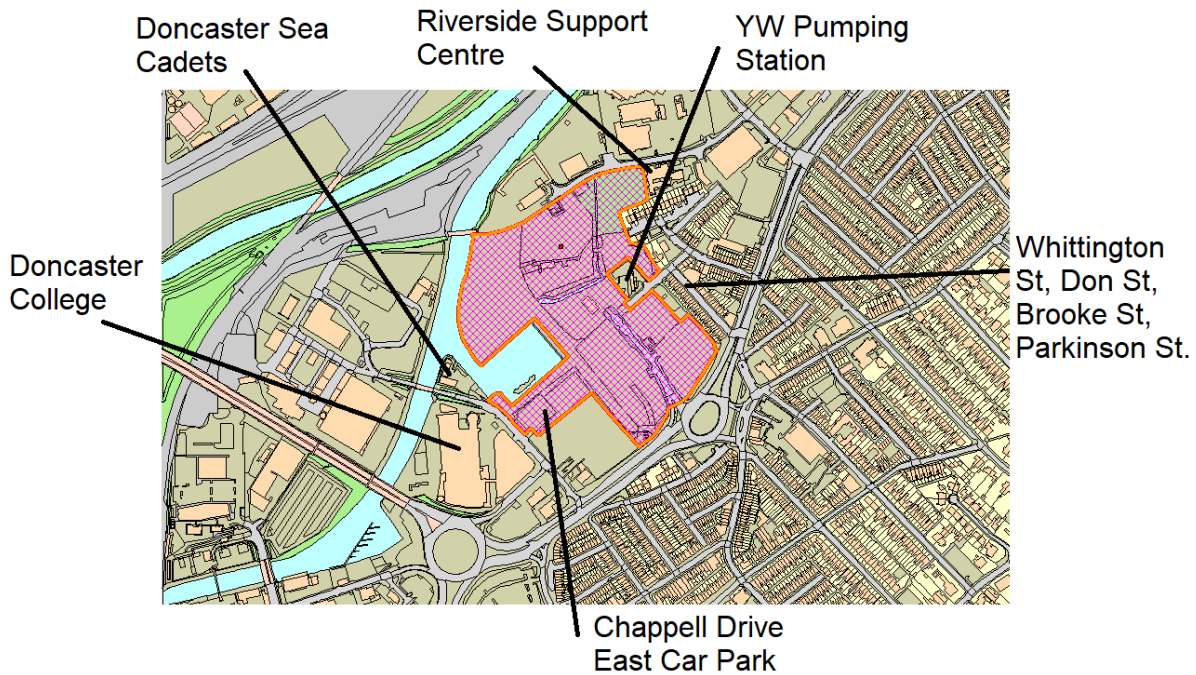 Doncaster Sea
Cadets
Riverside Support
Centre
YW Pumping
Station
Doncaster
College
Whittington
St, Don St,
Brooke St,
Parkinson St.
Chappell Drive
East Car Park